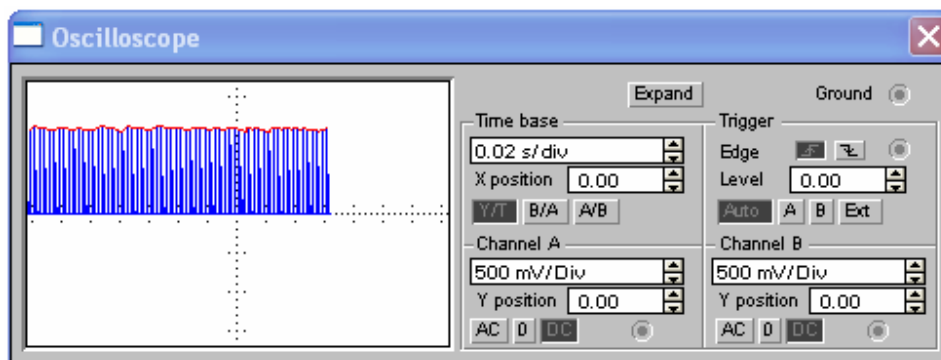 Oscilloscope
Expand
Ground
Time base
0.02 s/div
X position 0.00
Y/T B/A A/B
Trigger
Edge
Level 0.00
Auto A B Ext
Channel A
500 mV/Div
Y position 0.00
AC 0 DC
Channel B
500 mV/Div
Y position 0.00
AC 0 DC